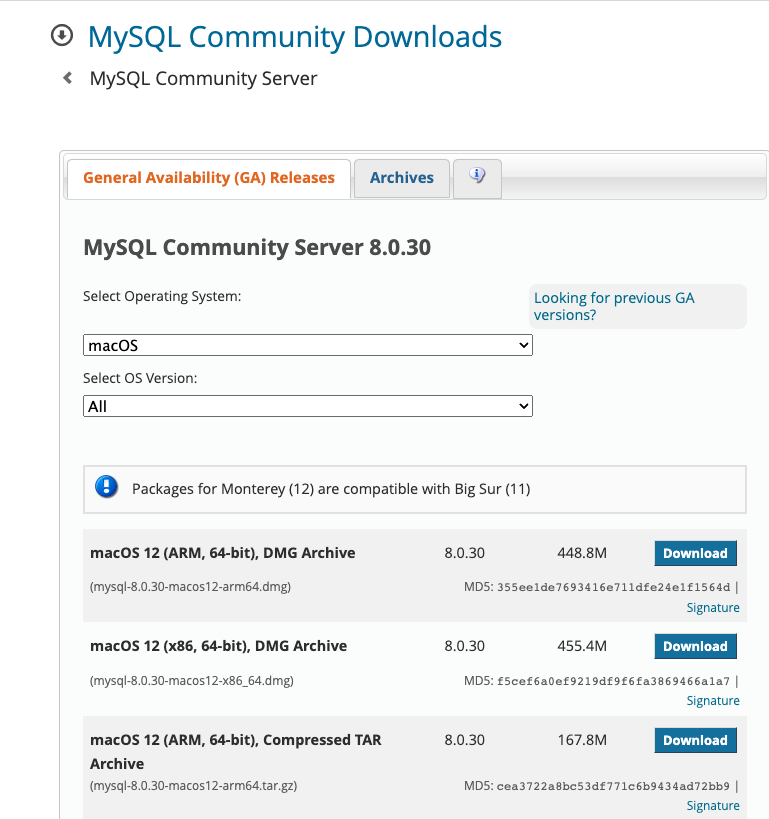 MySQL Community Downloads
MySQL Community Server
General Availability (GA) Releases
Archives
MySQL Community Server 8.0.30
Select Operating System:
Looking for previous GA
versions?
macOS
Select OS Version:
All
Packages for Monterey (12) are compatible with Big Sur (11)
macOS 12 (ARM, 64-bit), DMG Archive 8.0.30 448.8M Download
(mysql-8.0.30-macos12-arm64.dmg) MD5: 355ee1de7693416e711dfe24e1f1564d |
Signature
macOS 12 (x86, 64-bit), DMG Archive 8.0.30 455.4M Download
(mysql-8.0.30-macos12-x86_64.dmg) MD5: f5cef6a0ef9219df9f6fa3869466a1a7 |
Signature
macOS 12 (ARM, 64-bit), Compressed TAR 8.0.30 167.8M Download
Archive
(mysql-8.0.30-macos12-arm64.tar.gz) MD5: cea3722a8bc53df771c6b9434ad72bb9 |
Signature